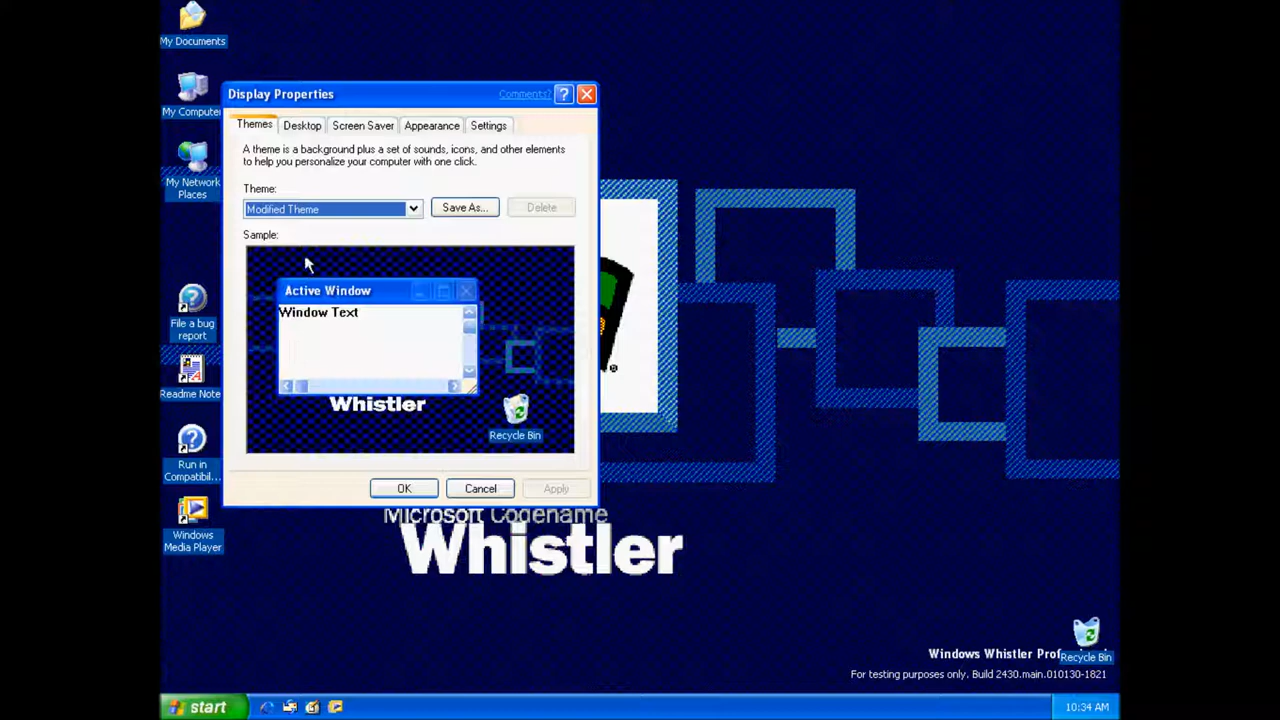 My Documents
My Compute
My Network
Places
File a bug
report
Readme Note
Run in
Compatibil...
Windows
Media Player
Display Properties
Comments?
Themes
Desktop
Screen Saver
Appearance
Settings
A theme is a background plus a set of sounds, icons, and other elements
to help you personalize your computer with one click.
Theme:
Modified Theme
Save As...
Delete
Sample:
Active Window
Window Text
Whistler
Recycle Bin
OK
Cancel
Apply
®
Microsoft Codename
Whistler
Windows Whistler Prof
Recycle Bin
For testing purposes only. Build 2430.main.010130-1821
start
10:34 AM